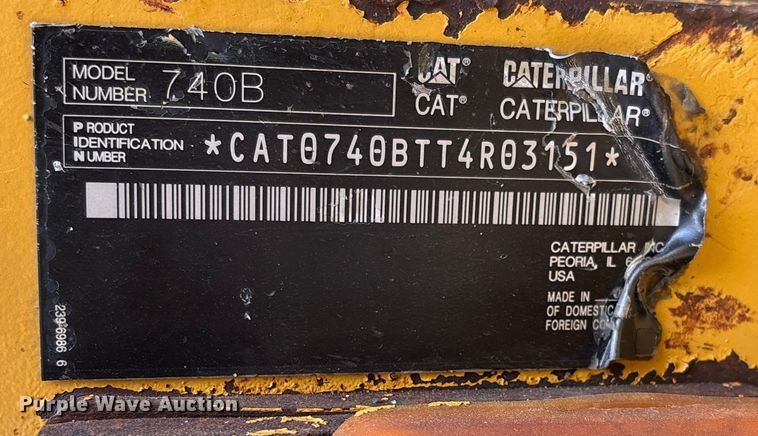 MODEL NUMBER 740B
CAT® CATERPILLAR
CAT® CATERPILLAR®
PRODUCT IDENTIFICATION NUMBER *CAT0740BTT4R03151*
CATERPILLAR INC
PEORIA, IL
USA
MADE IN
OF DOMESTIC
FOREIGN
239-6986 6
Purple Wave Auction